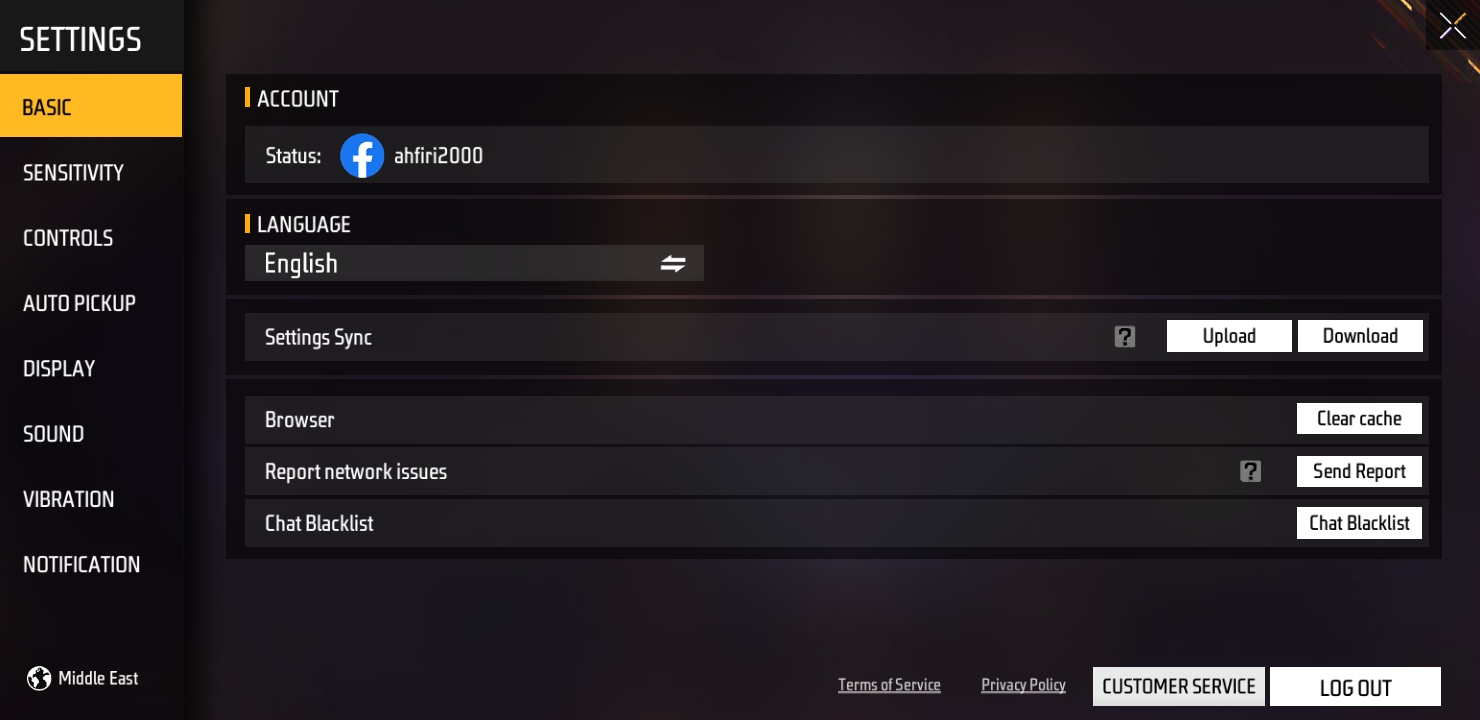 SETTINGS
BASIC
SENSITIVITY
CONTROLS
AUTO PICKUP
DISPLAY
SOUND
VIBRATION
NOTIFICATION
Middle East
ACCOUNT
Status: ahfiri2000
LANGUAGE
English
Settings Sync ? Upload Download
Browser Clear cache
Report network issues ? Send Report
Chat Blacklist Chat Blacklist
Terms of Service Privacy Policy CUSTOMER SERVICE LOG OUT